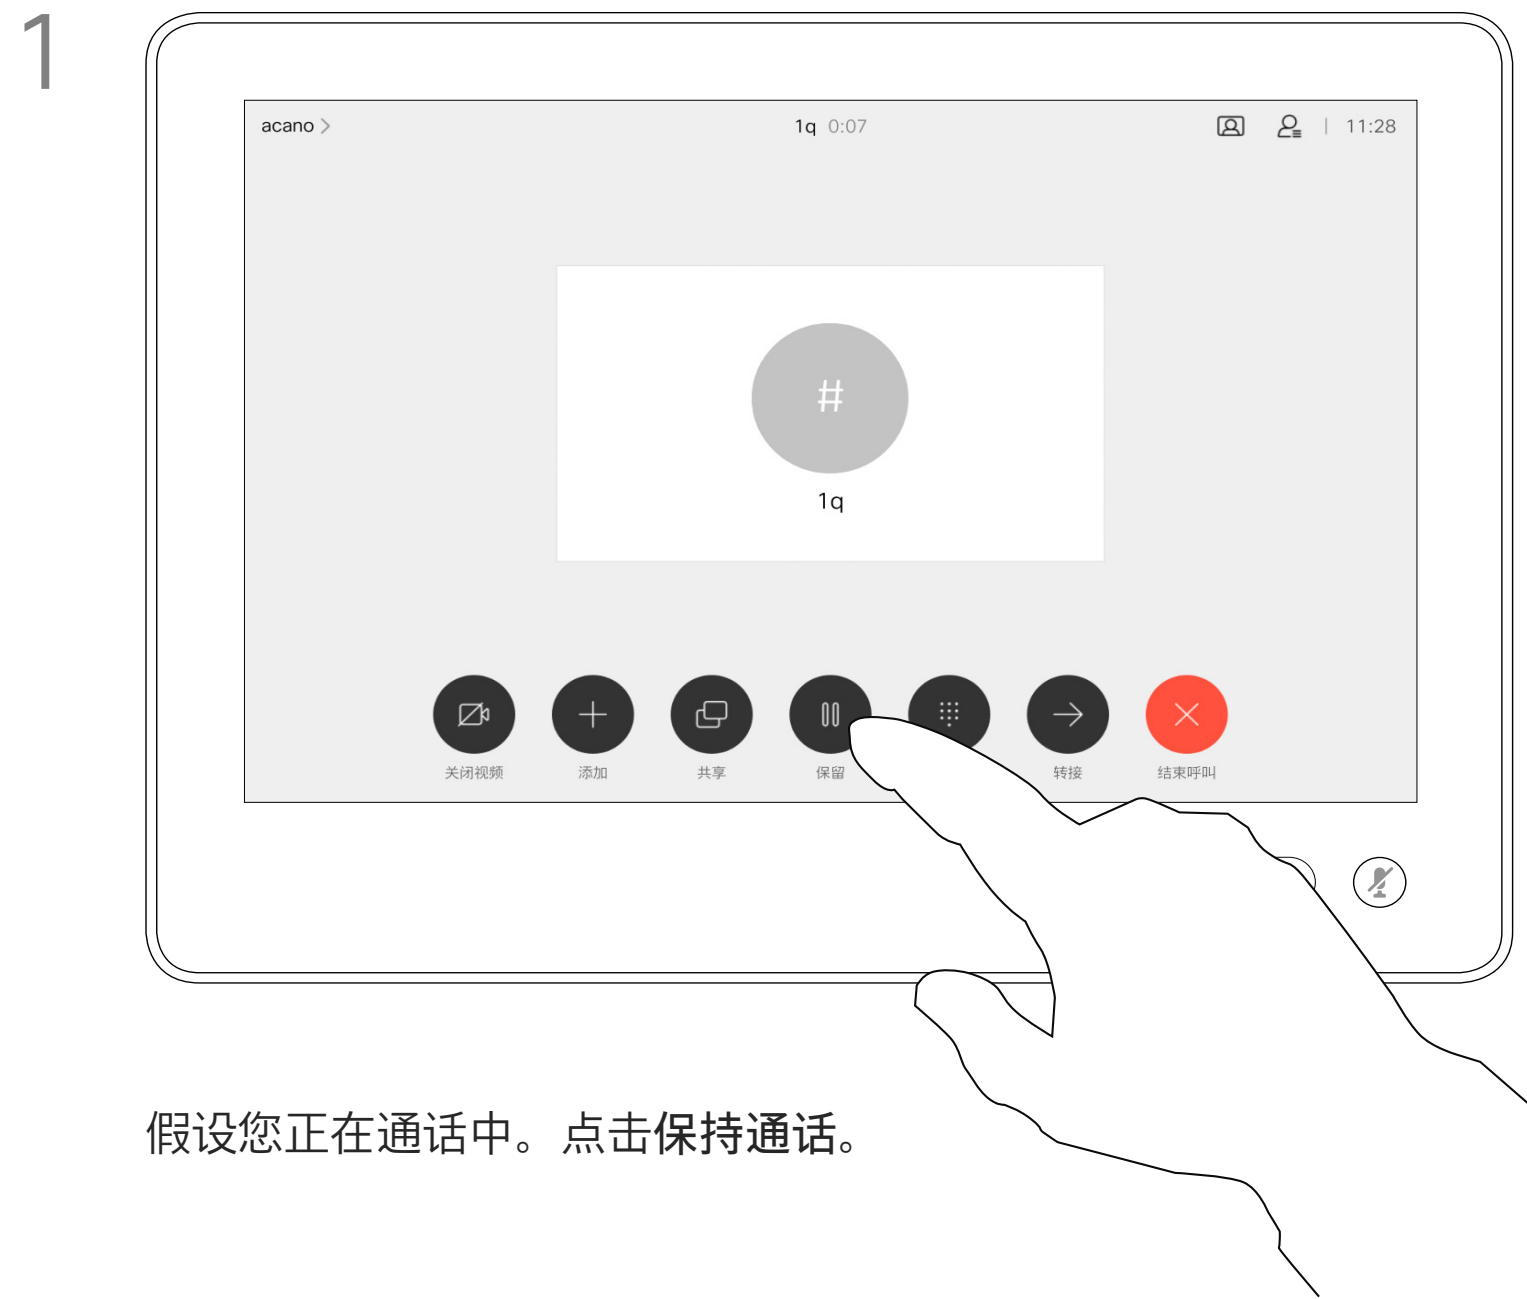 1
acano
1q 0:07
11:28
#
1q
关闭视频
添加
共享
保留
转接
结束呼叫
假设您正在通话中。点击保持通话。